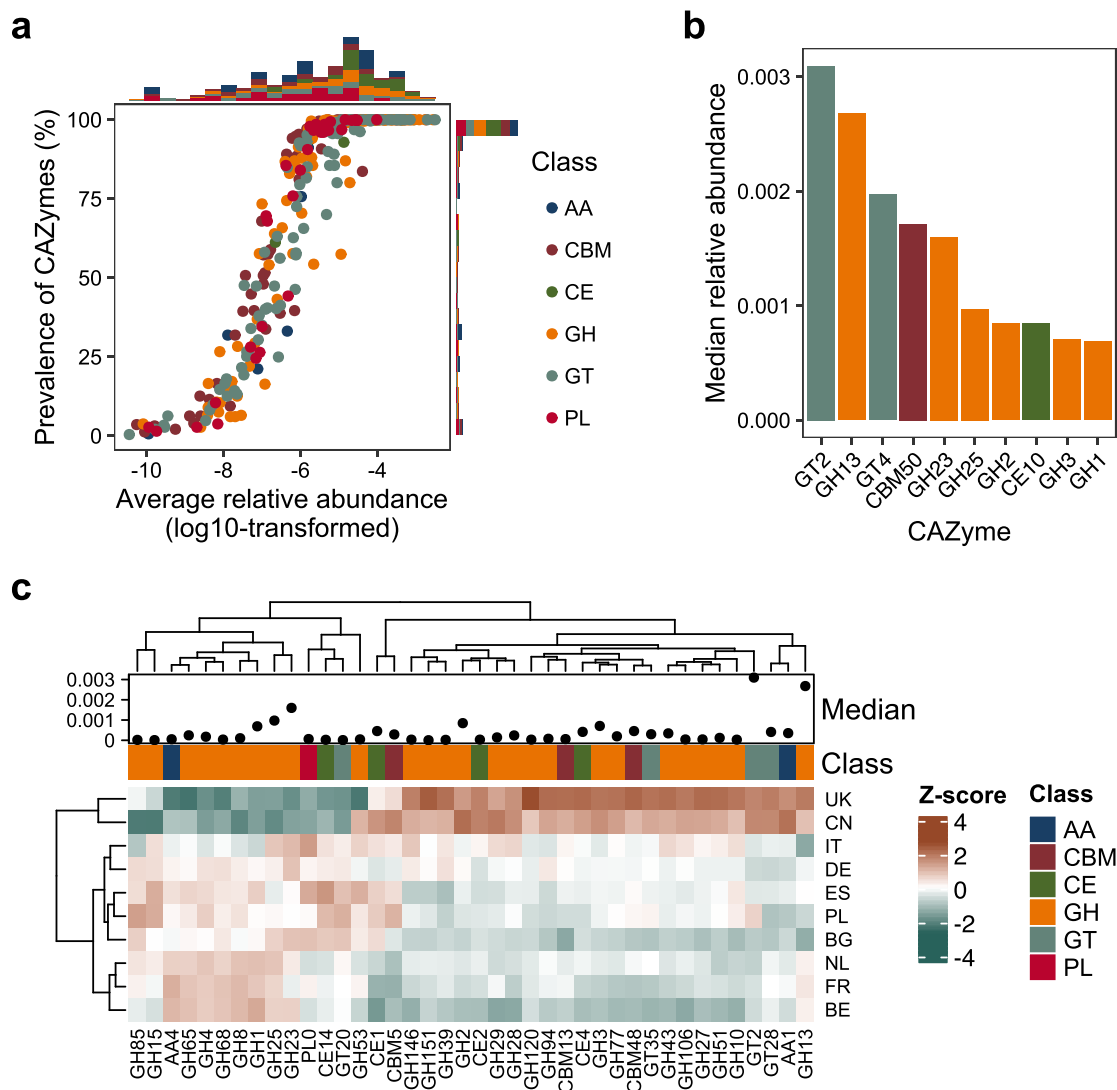 a
Prevalence of CAZymes (%)
100
75
50
25
0
-10
-8
-6
-4
Average relative abundance
(log10-transformed)
Class
AA
CBM
CE
GH
GT
PL
b
Median relative abundance
0.003
0.002
0.001
0.000
GT2
GH13
GT4
CBM50
GH23
GH25
GH2
CE10
GH3
GH1
CAZyme
c
0.003
0.002
0.001
0
Median
Class
UK
CN
IT
DE
ES
PL
BG
NL
FR
BE
GH85
GH15
AA4
GH65
GH4
GH68
GH8
GH1
GH25
GH23
PL0
CE14
GT20
GH53
CE1
CBM5
GH146
GH151
GH39
GH2
CE2
GH29
GH28
GH120
GH94
CBM13
CE4
GH3
GH77
CBM48
GT35
GH43
GH106
GH27
GH51
GH10
GT2
GT28
AA1
GH13
Z-score
4
2
0
-2
-4
Class
AA
CBM
CE
GH
GT
PL